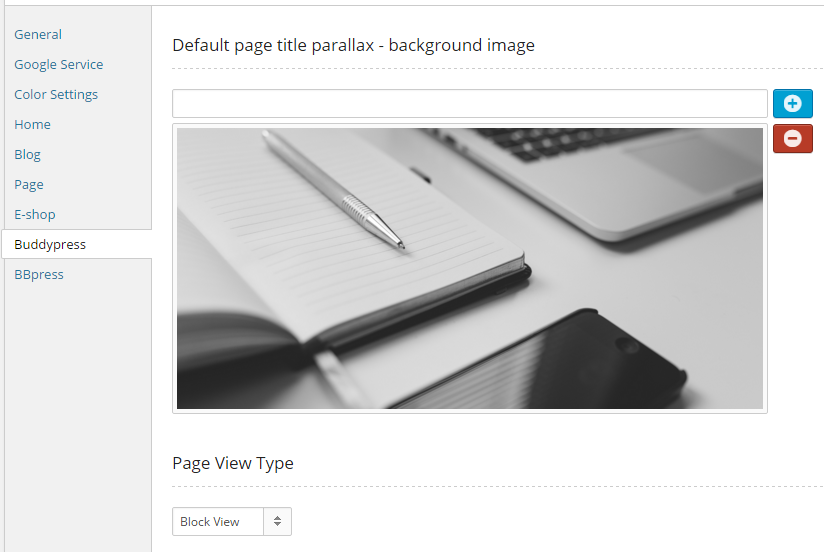 General
Google Service
Color Settings
Home
Blog
Page
E-shop
Buddypress
BBpress
Default page title parallax - background image
Page View Type
Block View